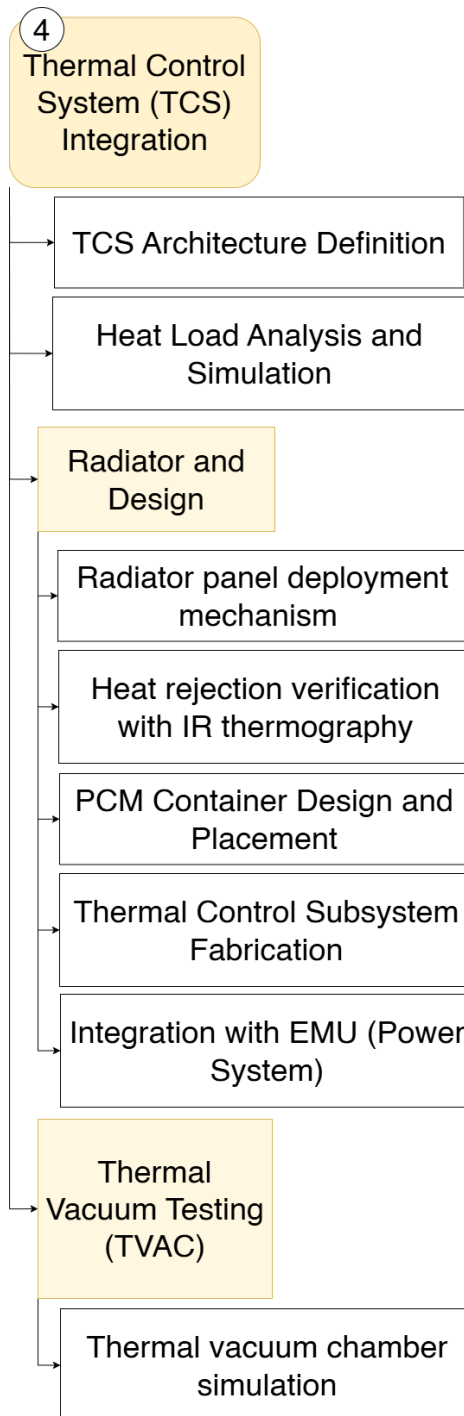 4
Thermal Control
System (TCS)
Integration
TCS Architecture Definition
Heat Load Analysis and
Simulation
Radiator and
Design
Radiator panel deployment
mechanism
Heat rejection verification
with IR thermography
PCM Container Design and
Placement
Thermal Control Subsystem
Fabrication
Integration with EMU (Power
System)
Thermal
Vacuum Testing
(TVAC)
Thermal vacuum chamber
simulation